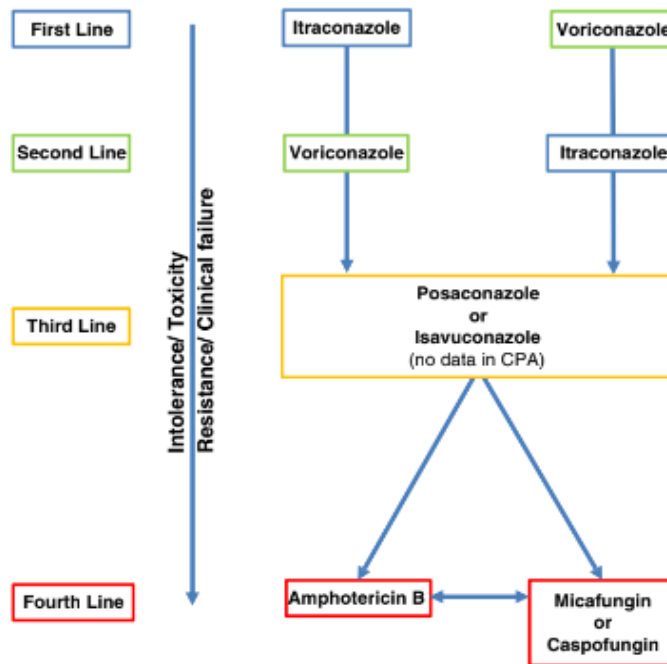 First Line
Itraconazole
Voriconazole
Second Line
Voriconazole
Itraconazole
Intolerance/ Toxicity
Resistance/ Clinical failure
Third Line
Posaconazole
or
Isavuconazole
(no data in CPA)
Fourth Line
Amphotericin B
Micafungin
or
Caspofungin